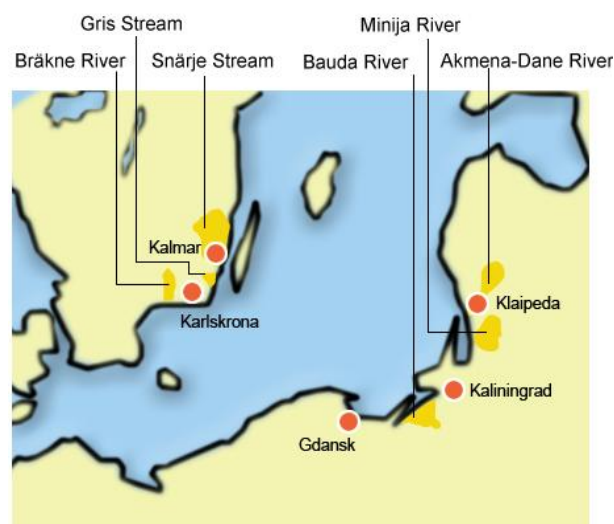 Gris Stream
Minija River
Bräkne River
Snärje Stream
Bauda River
Akmena-Dane River
Kalmar
Karlskrona
Klaipeda
Kaliningrad
Gdansk